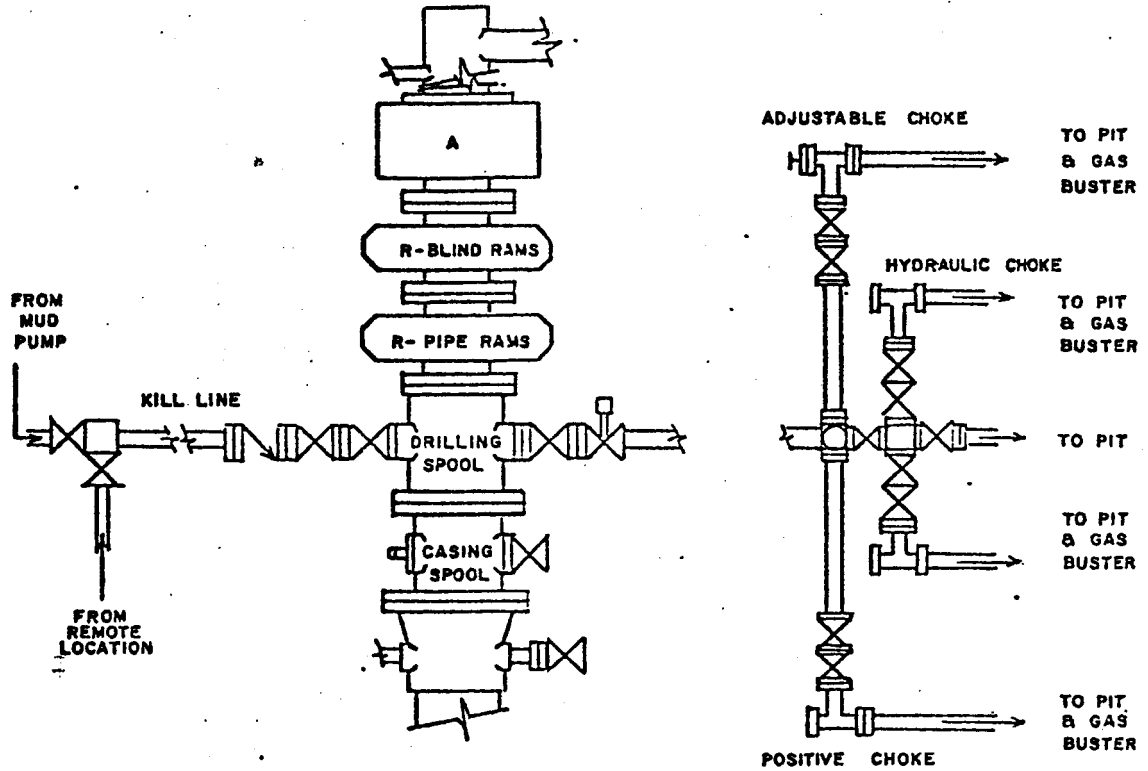 A
R-BLIND RAMS
R- PIPE RAMS
FROM
MUD
PUMP
KILL LINE
DRILLING
SPOOL
CASING
SPOOL
FROM
REMOTE
LOCATION
ADJUSTABLE CHOKE
TO PIT
& GAS
BUSTER
HYDRAULIC CHOKE
TO PIT
& GAS
BUSTER
TO PIT
TO PIT
& GAS
BUSTER
TO PIT
& GAS
BUSTER
POSITIVE CHOKE